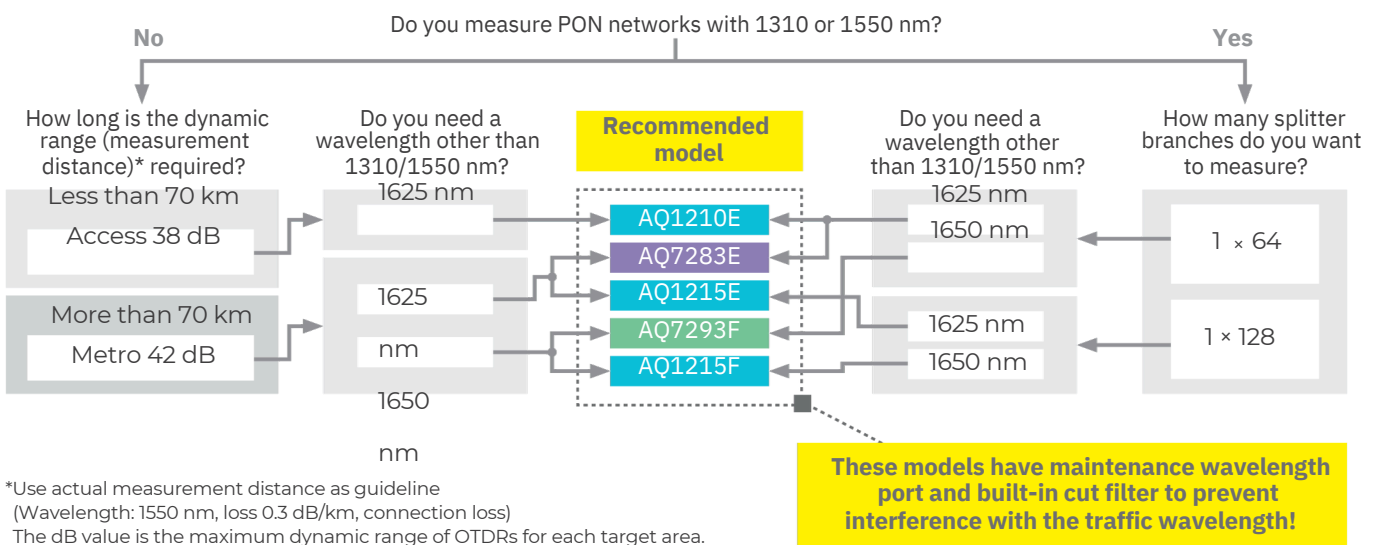 Do you measure PON networks with 1310 or 1550 nm?
No
Yes
How long is the dynamic
range (measurement
distance)* required?
Less than 70 km
Access 38 dB
More than 70 km
Metro 42 dB
Do you need a
wavelength other than
1310/1550 nm?
1625 nm
1625
nm
1650
nm
Recommended
model
AQ1210E
AQ7283E
AQ1215E
AQ7293F
AQ1215F
Do you need a
wavelength other
than 1310/1550 nm?
1625 nm
1650 nm
1625 nm
1650 nm
How many splitter
branches do you want
to measure?
1 × 64
1 × 128
These models have maintenance wavelength
port and built-in cut filter to prevent
interference with the traffic wavelength!
*Use actual measurement distance as guideline
(Wavelength: 1550 nm, loss 0.3 dB/km, connection loss)
The dB value is the maximum dynamic range of OTDRs for each target area.